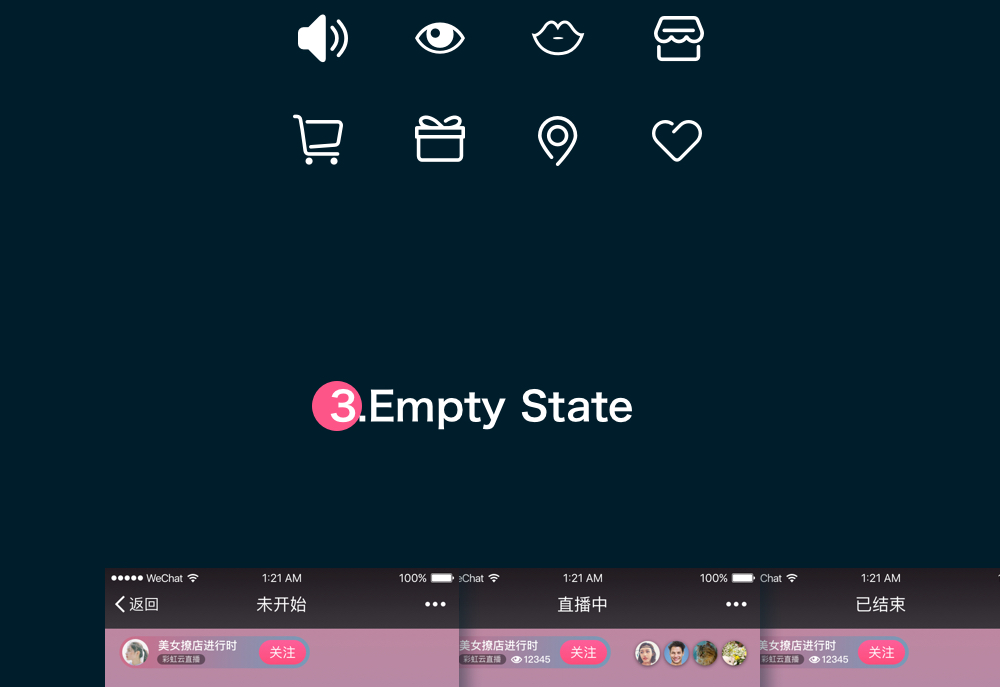 3.Empty State
WeChat 1:21 AM 100%
返回 未开始
美女撩店进行时
彩虹云直播
关注
eChat 1:21 AM 100%
直播中
美女撩店进行时
彩虹云直播 12345
关注
Chat 1:21 AM
已结束
美女撩店进行时
彩虹云直播 12345
关注